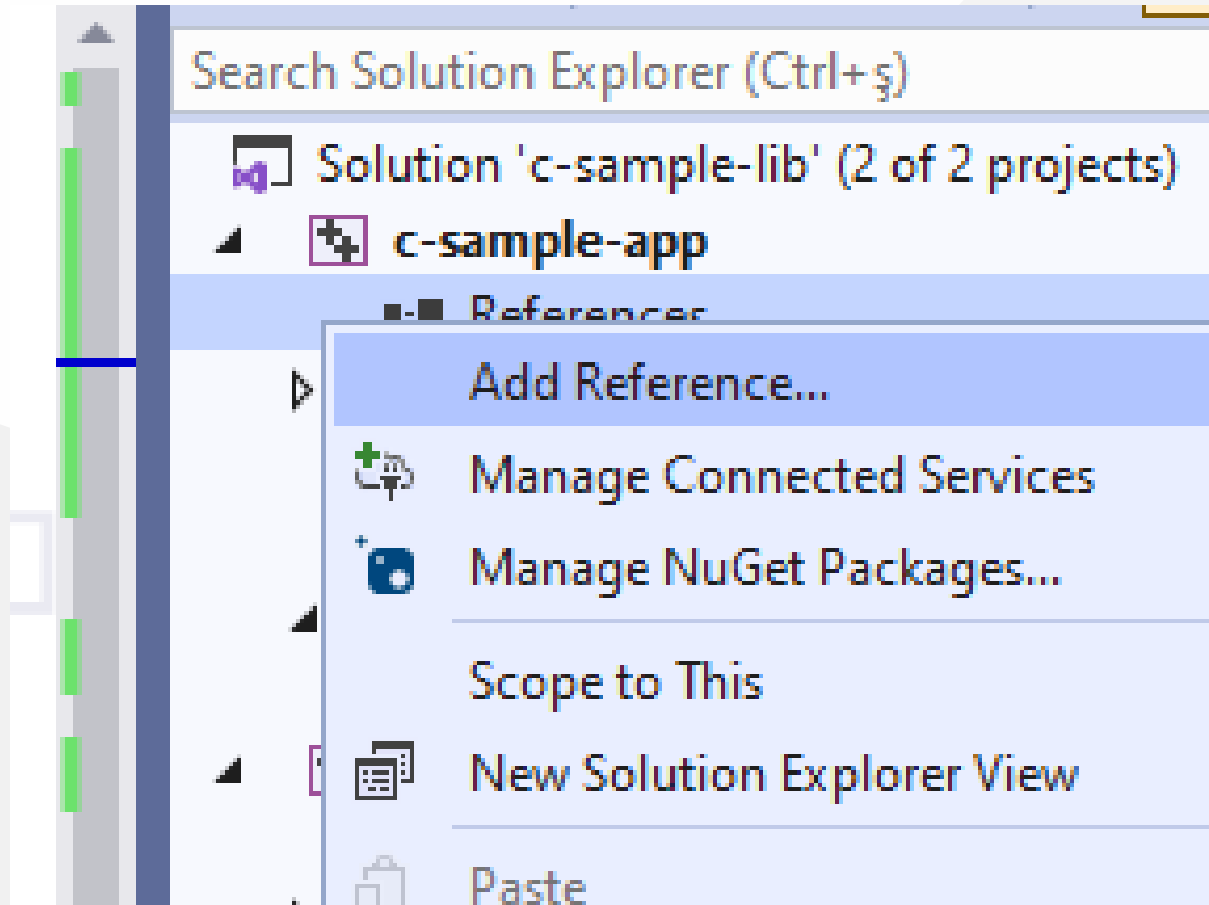 Search Solution Explorer (Ctrl+ş)
Solution 'c-sample-lib' (2 of 2 projects)
c-sample-app
References
Add Reference...
Manage Connected Services
Manage NuGet Packages...
Scope to This
New Solution Explorer View
Paste